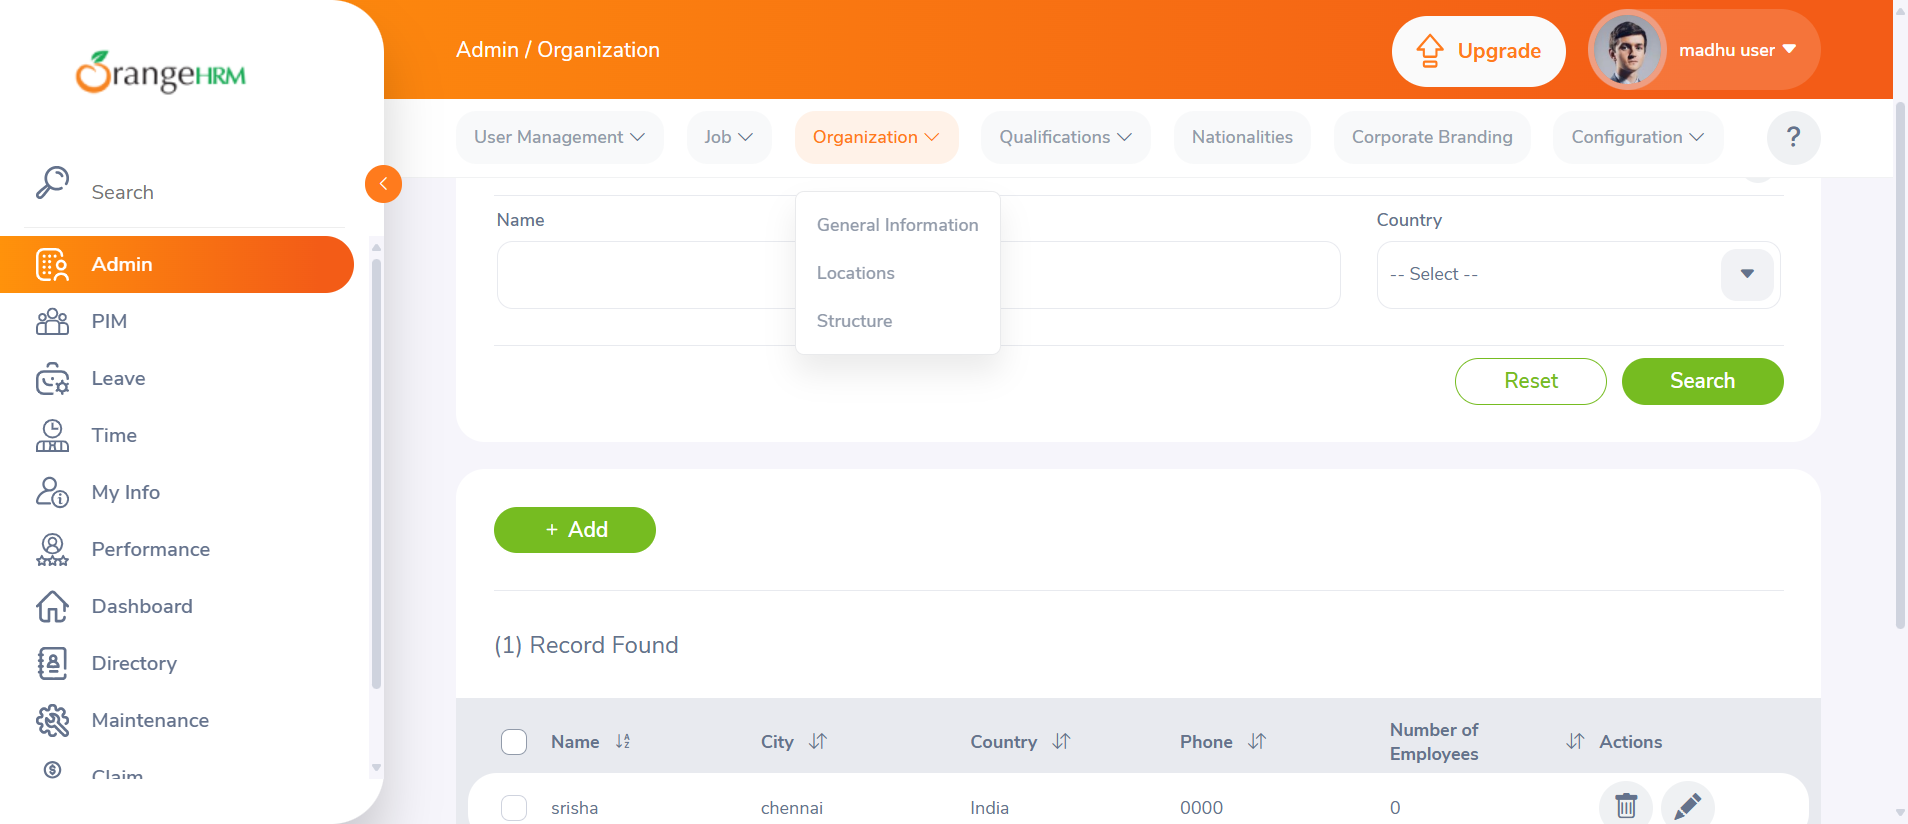 OrangeHRM
Admin / Organization
Upgrade
madhu user
User Management
Job
Organization
Qualifications
Nationalities
Corporate Branding
Configuration
?
Search
Admin
PIM
Leave
Time
My Info
Performance
Dashboard
Directory
Maintenance
Claim
General Information
Locations
Structure
Name
Country
-- Select --
Reset
Search
+ Add
(1) Record Found
Name
City
Country
Phone
Number of
Employees
Actions
srisha
chennai
India
0000
0